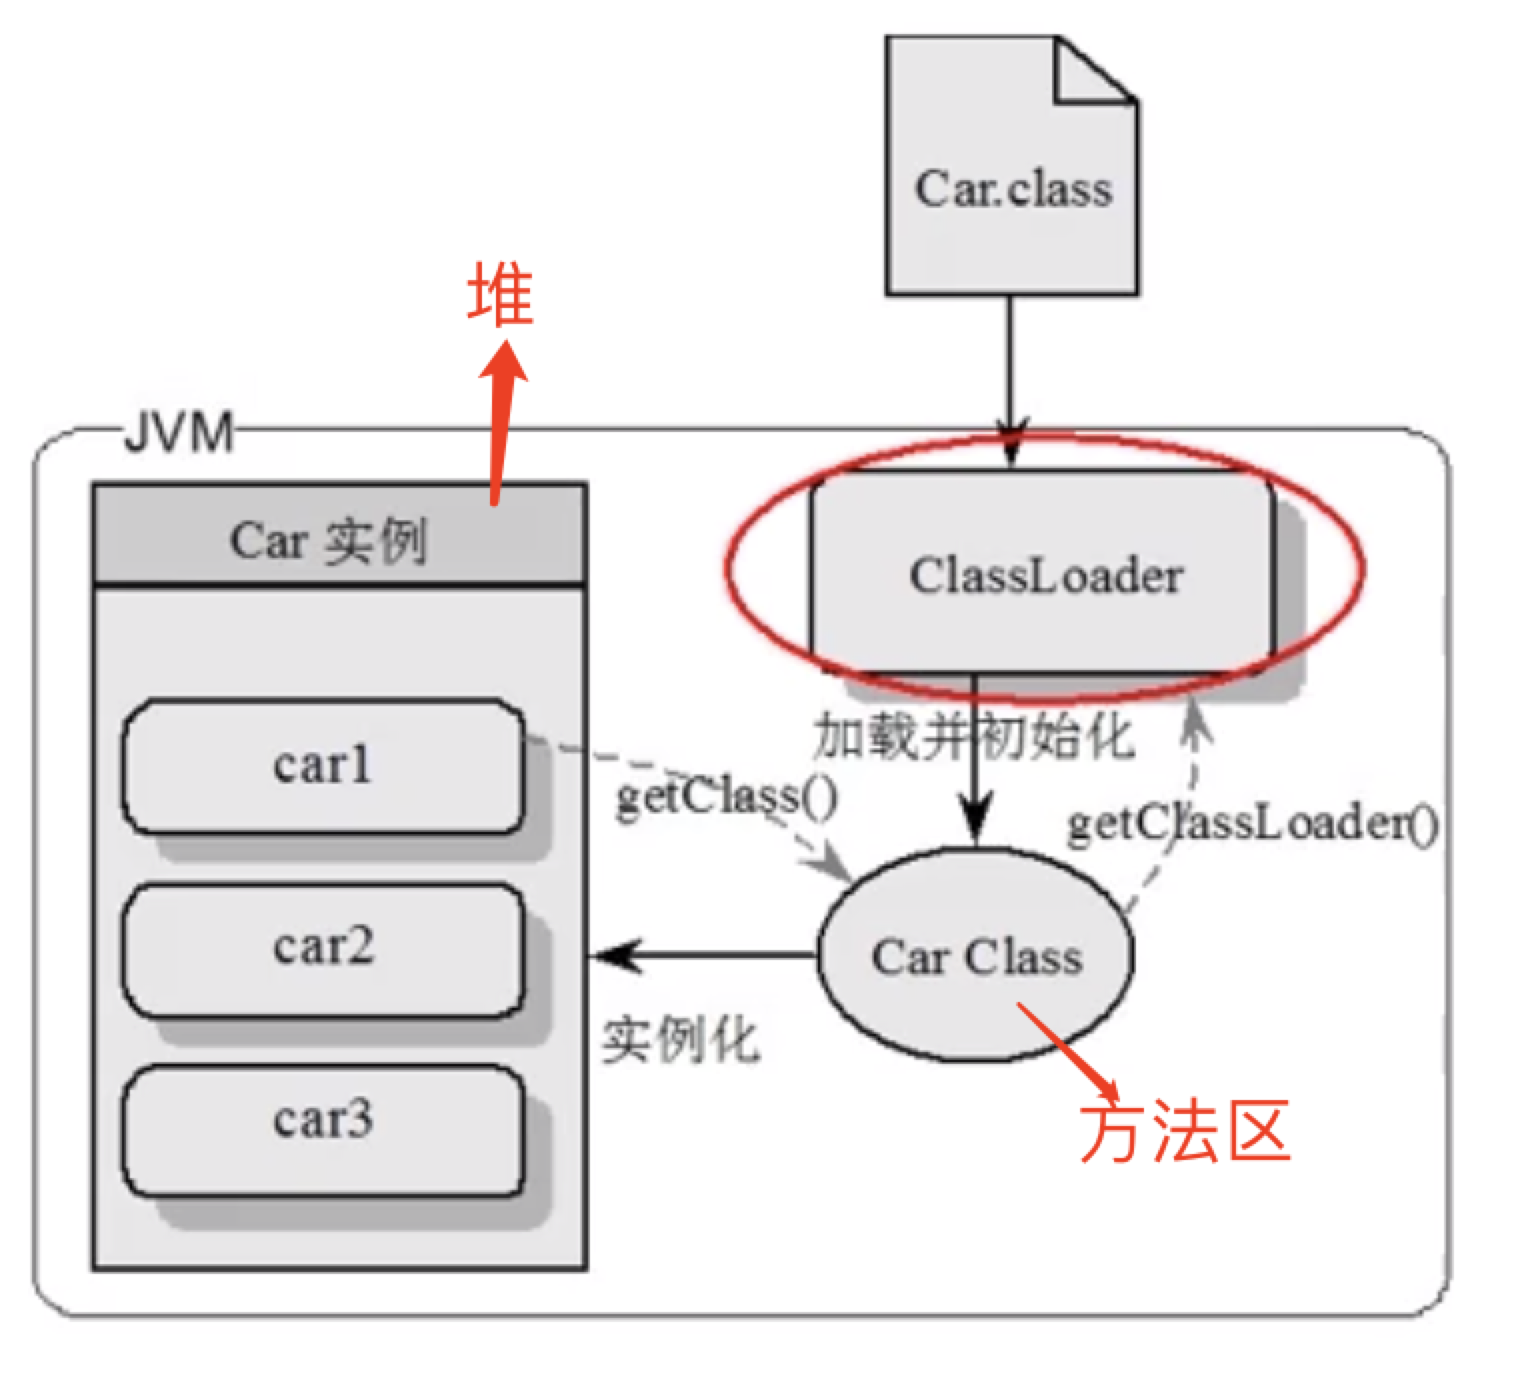 Car.class
堆
JVM
Car 实例
ClassLoader
加载并初始化
car1
getClass()
getClassLoader()
car2
Car Class
实例化
car3
方法区